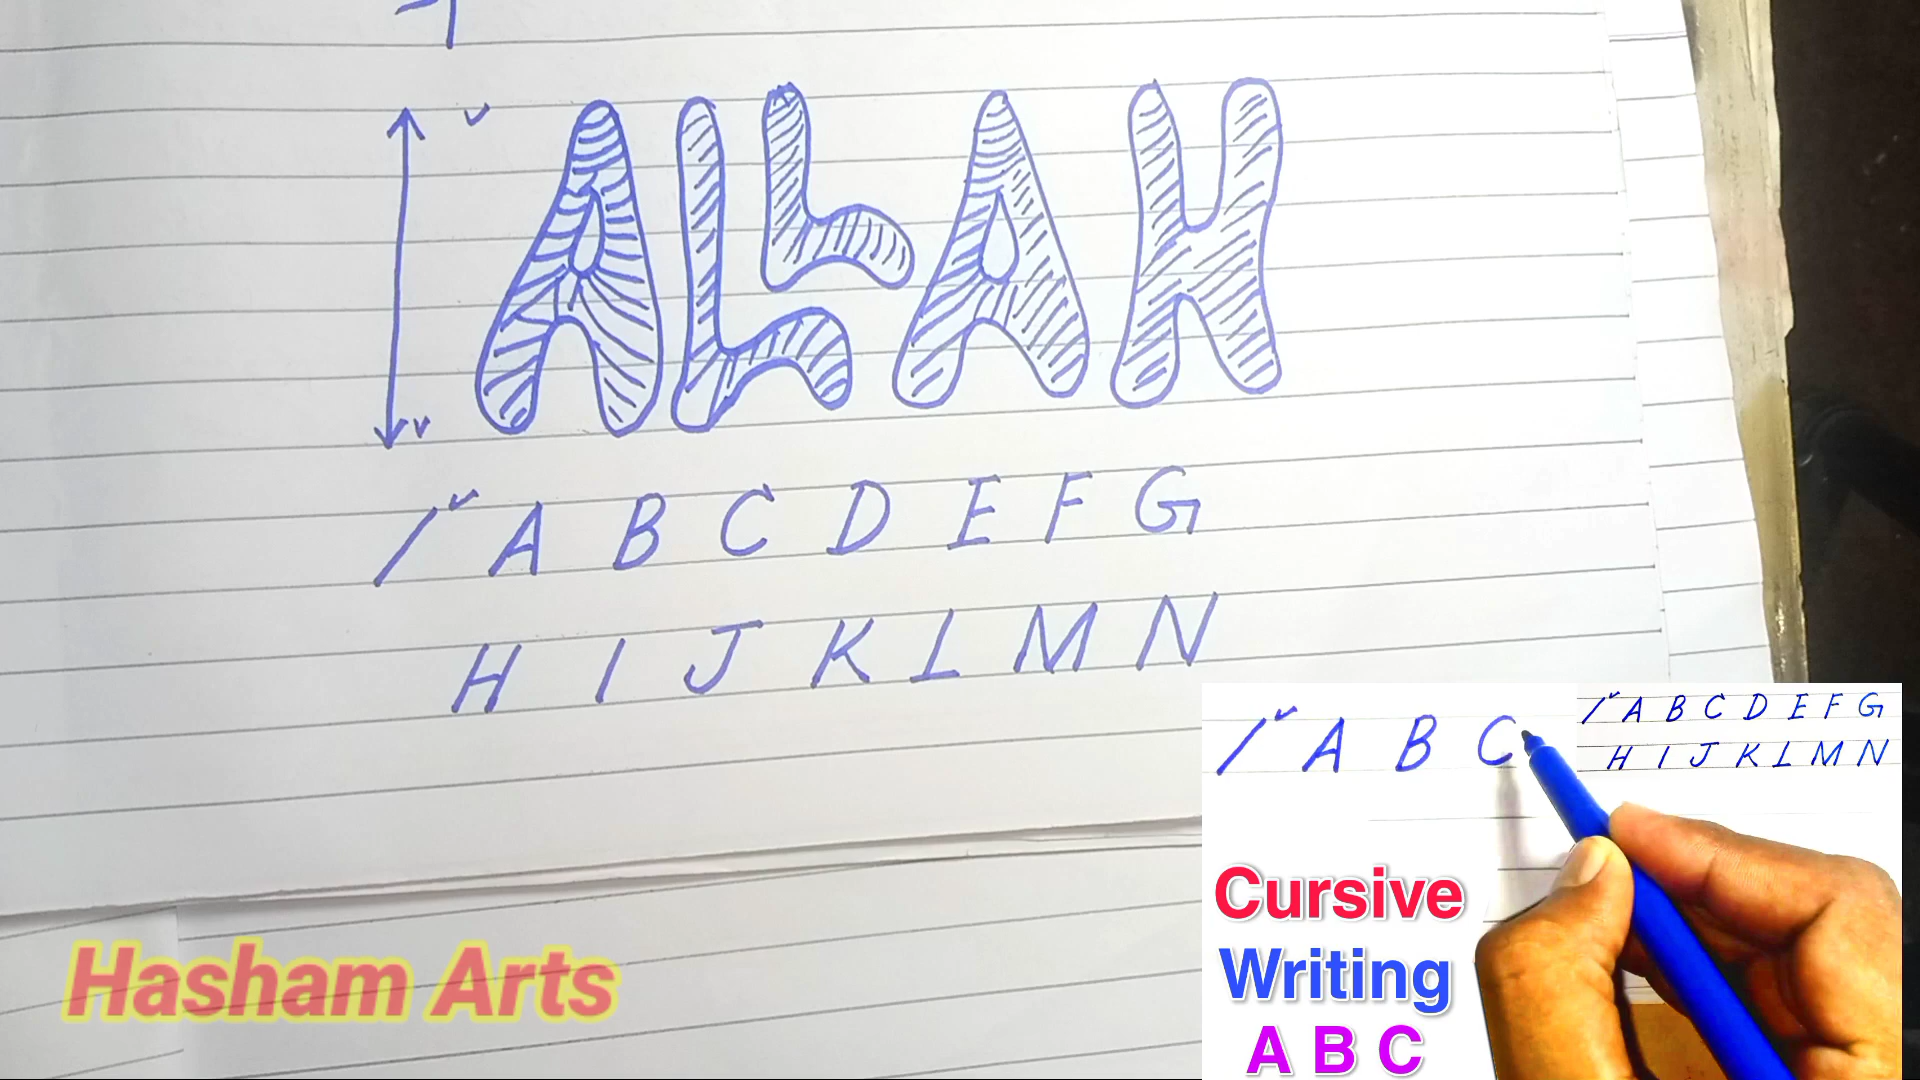 ALLAH
A B C D E F G
H I J K L M N
Hasham Arts
A B C
A B C D E F G
H I J K L M N
Cursive
Writing
A B C